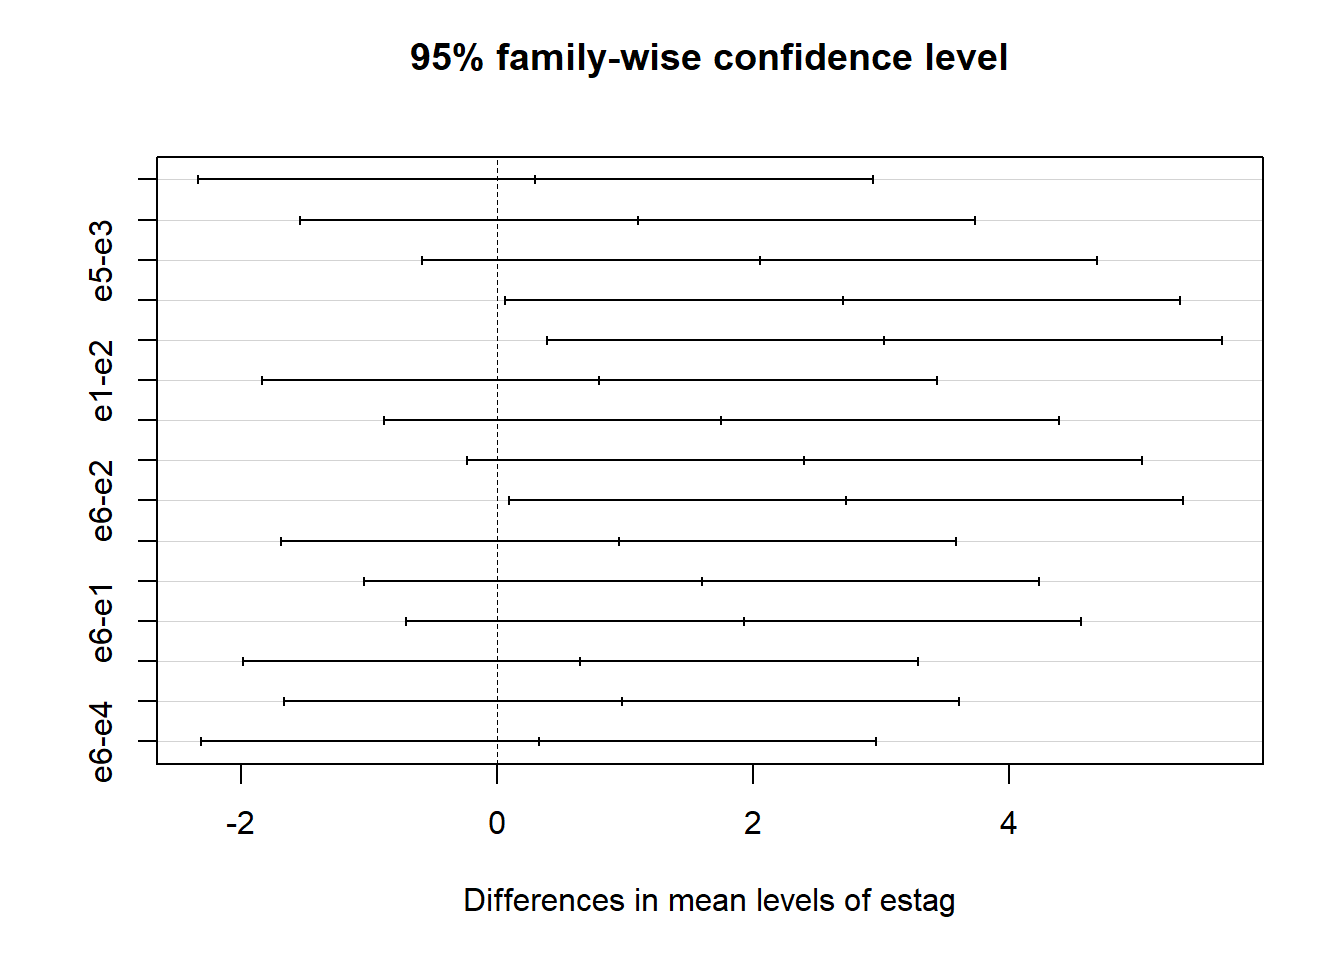 95% family-wise confidence level
e5-e3
e1-e2
e6-e2
e6-e1
e6-e4
-2 0 2 4
Differences in mean levels of estag